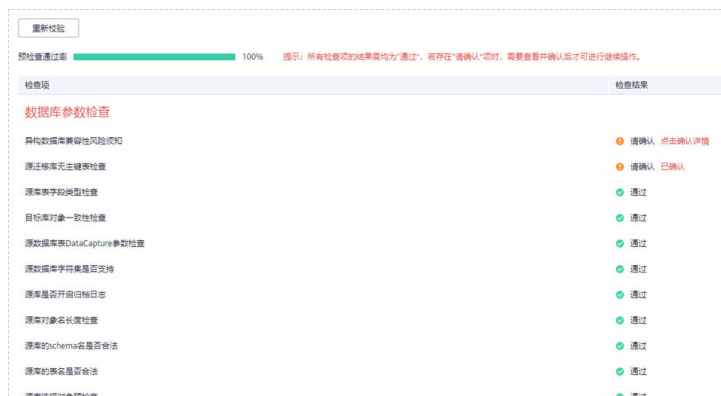 重新校验
预检查通过率 100% 提示：所有检查项的结果需均为"通过"，若存在"请确认"项时，需要查看并确认后才可进行继续操作。
检查项 检查结果
数据库参数检查
异构数据库兼容性风险须知 请确认 点击确认详情
源迁移库无主键表检查 请确认 已确认
源库表字段类型检查 通过
目标库对象一致性检查 通过
源数据库表DataCapture参数检查 通过
源数据库字符集是否支持 通过
源库是否开启归档日志 通过
源库对象名长度检查 通过
源库的schema名是否合法 通过
源库的表名是否合法 通过
源库选择对象预检查 通过